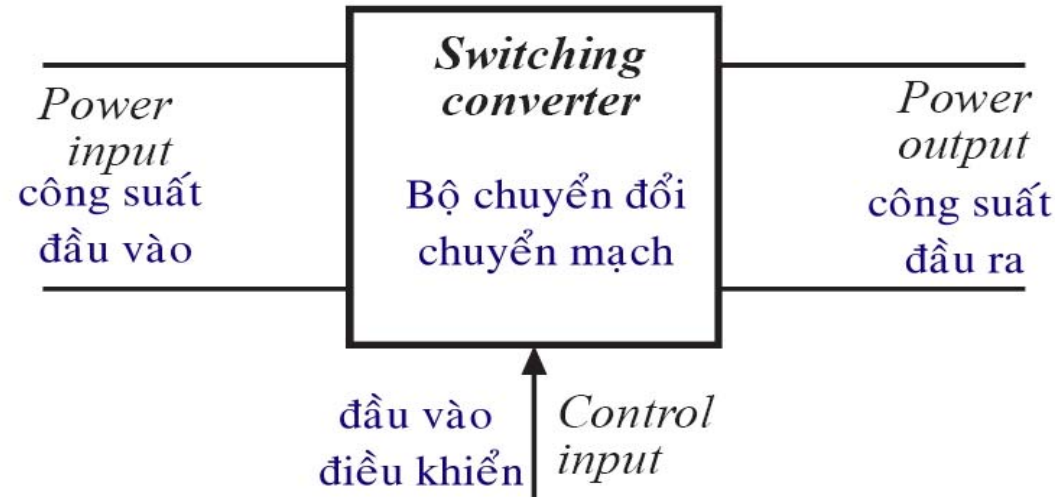 Switching
converter
Bộ chuyển đổi
chuyển mạch
Power
input
công suất
đầu vào
Power
output
công suất
đầu ra
đầu vào
điều khiển
Control
input